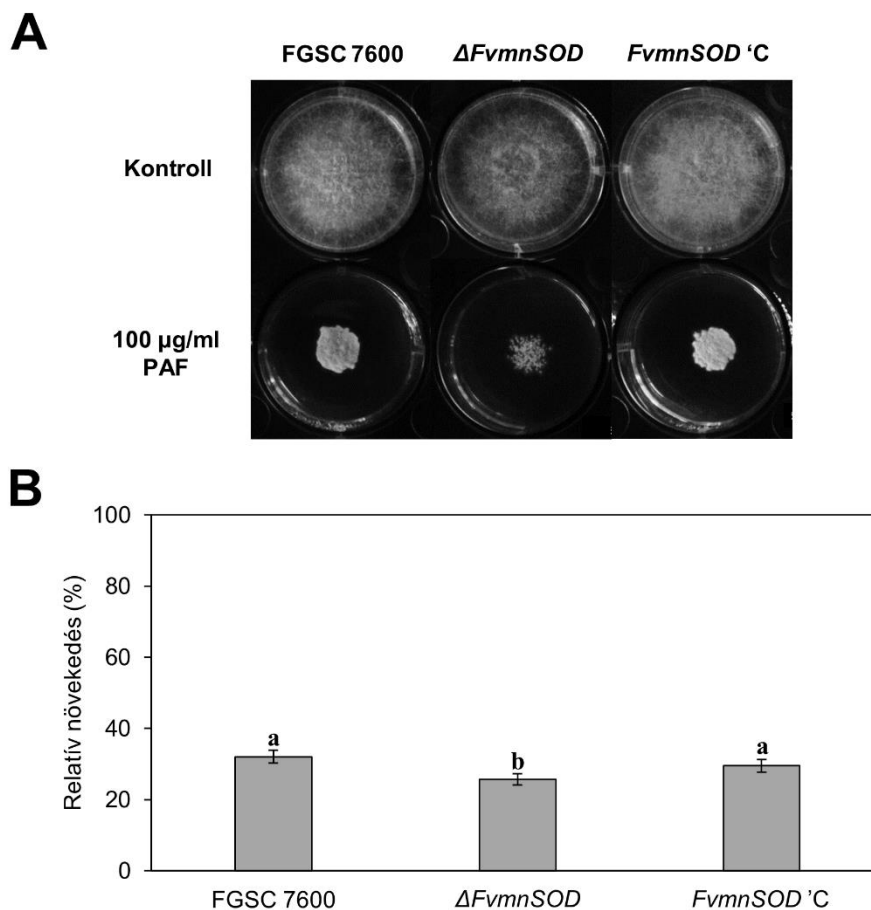 A
FGSC 7600 ΔFvmnSOD FvmnSOD ‘C
Kontroll
100 µg/ml
PAF
B
Relatív növekedés (%)
100
80
60
40
20
0
a
b
a
FGSC 7600 ΔFvmnSOD FvmnSOD ’C